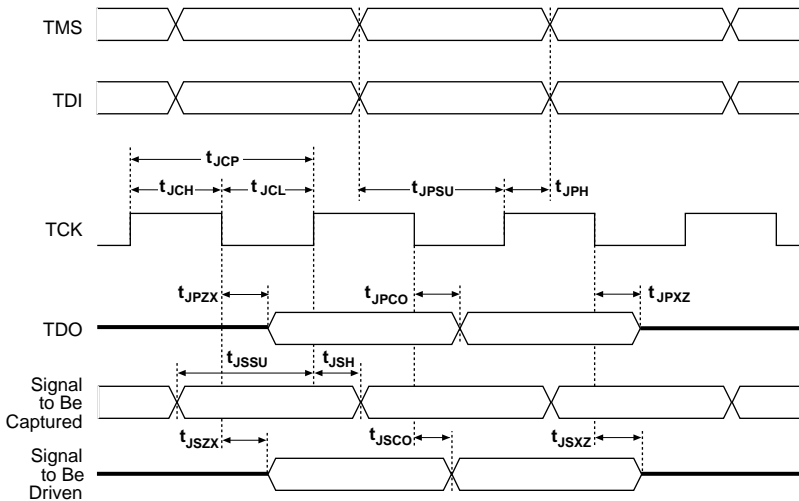 TMS
TDI
tJCP
tJCH
tJCL
tJPSU
tJPH
TCK
tJPZX
tJPCO
tJPXZ
TDO
tJSSU
tJSH
Signal
to Be
Captured
tJSZX
tJSCO
tJSXZ
Signal
to Be
Driven